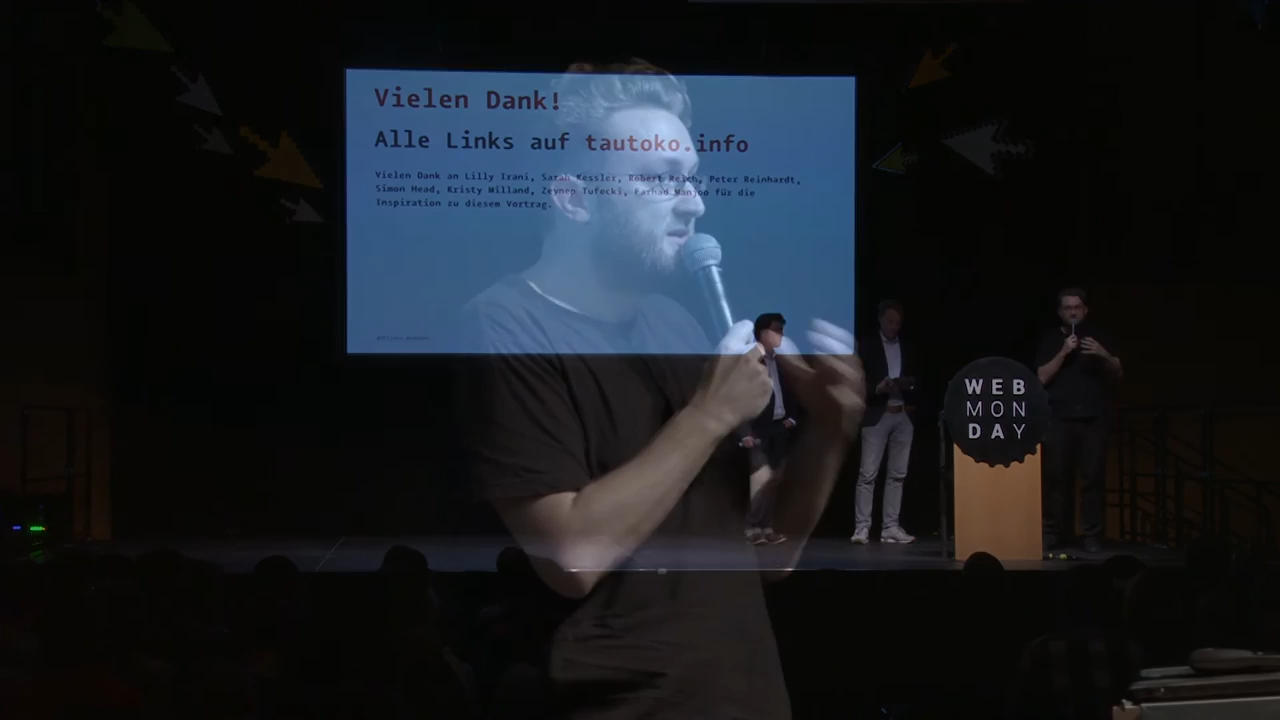 Vielen Dank!
Alle Links auf tautoko.info
Vielen Dank an Lilly Irani, Sarah Kessler, Robert Reich, Peter Reinhardt,
Simon Head, Kristy Milland, Zeynep Tufecki, Farhad Manjoo für die
Inspiration zu diesem Vortrag.
WEB
MON
DAY